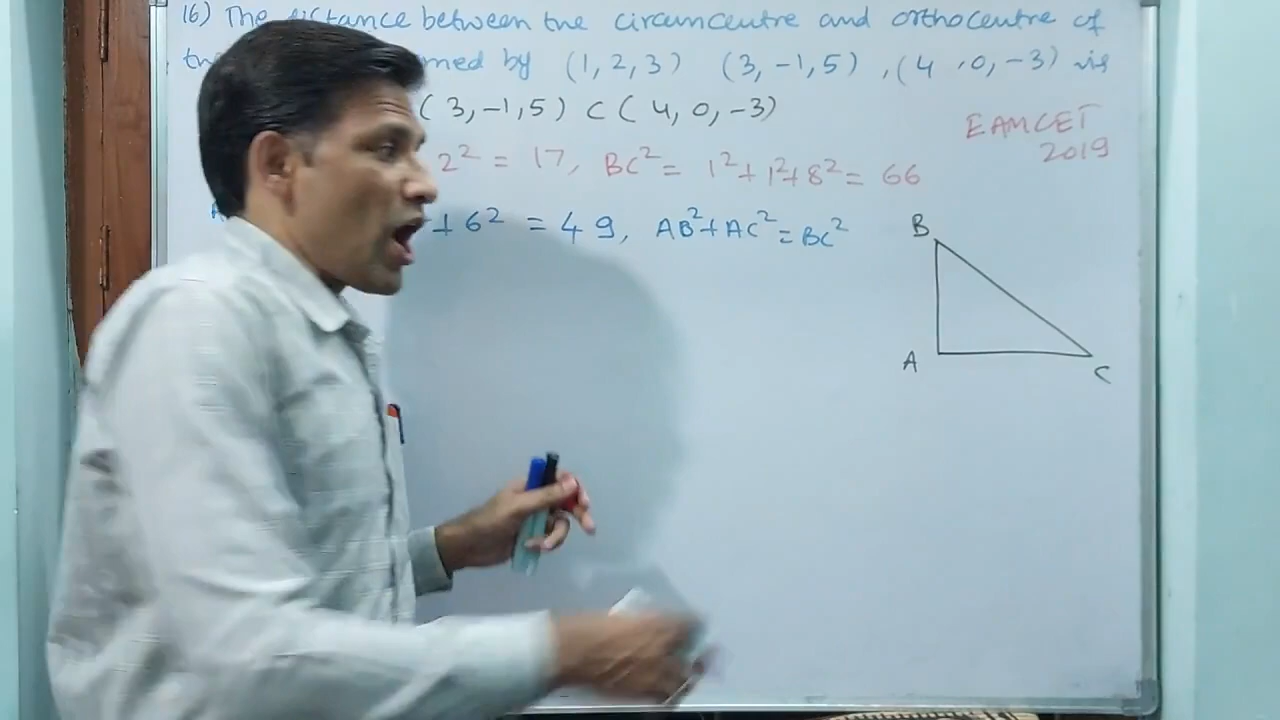 16) The distance between the circumcentre and orthocentre of
med by (1, 2, 3) (3, -1, 5) , (4 , 0, -3) is
( 3, -1, 5) C ( 4, 0, -3)
EAMCET
2019
2² = 17, BC² = 1² + 1² + 8² = 66
+ 6² = 49, AB² + AC² = BC²
B
A
C